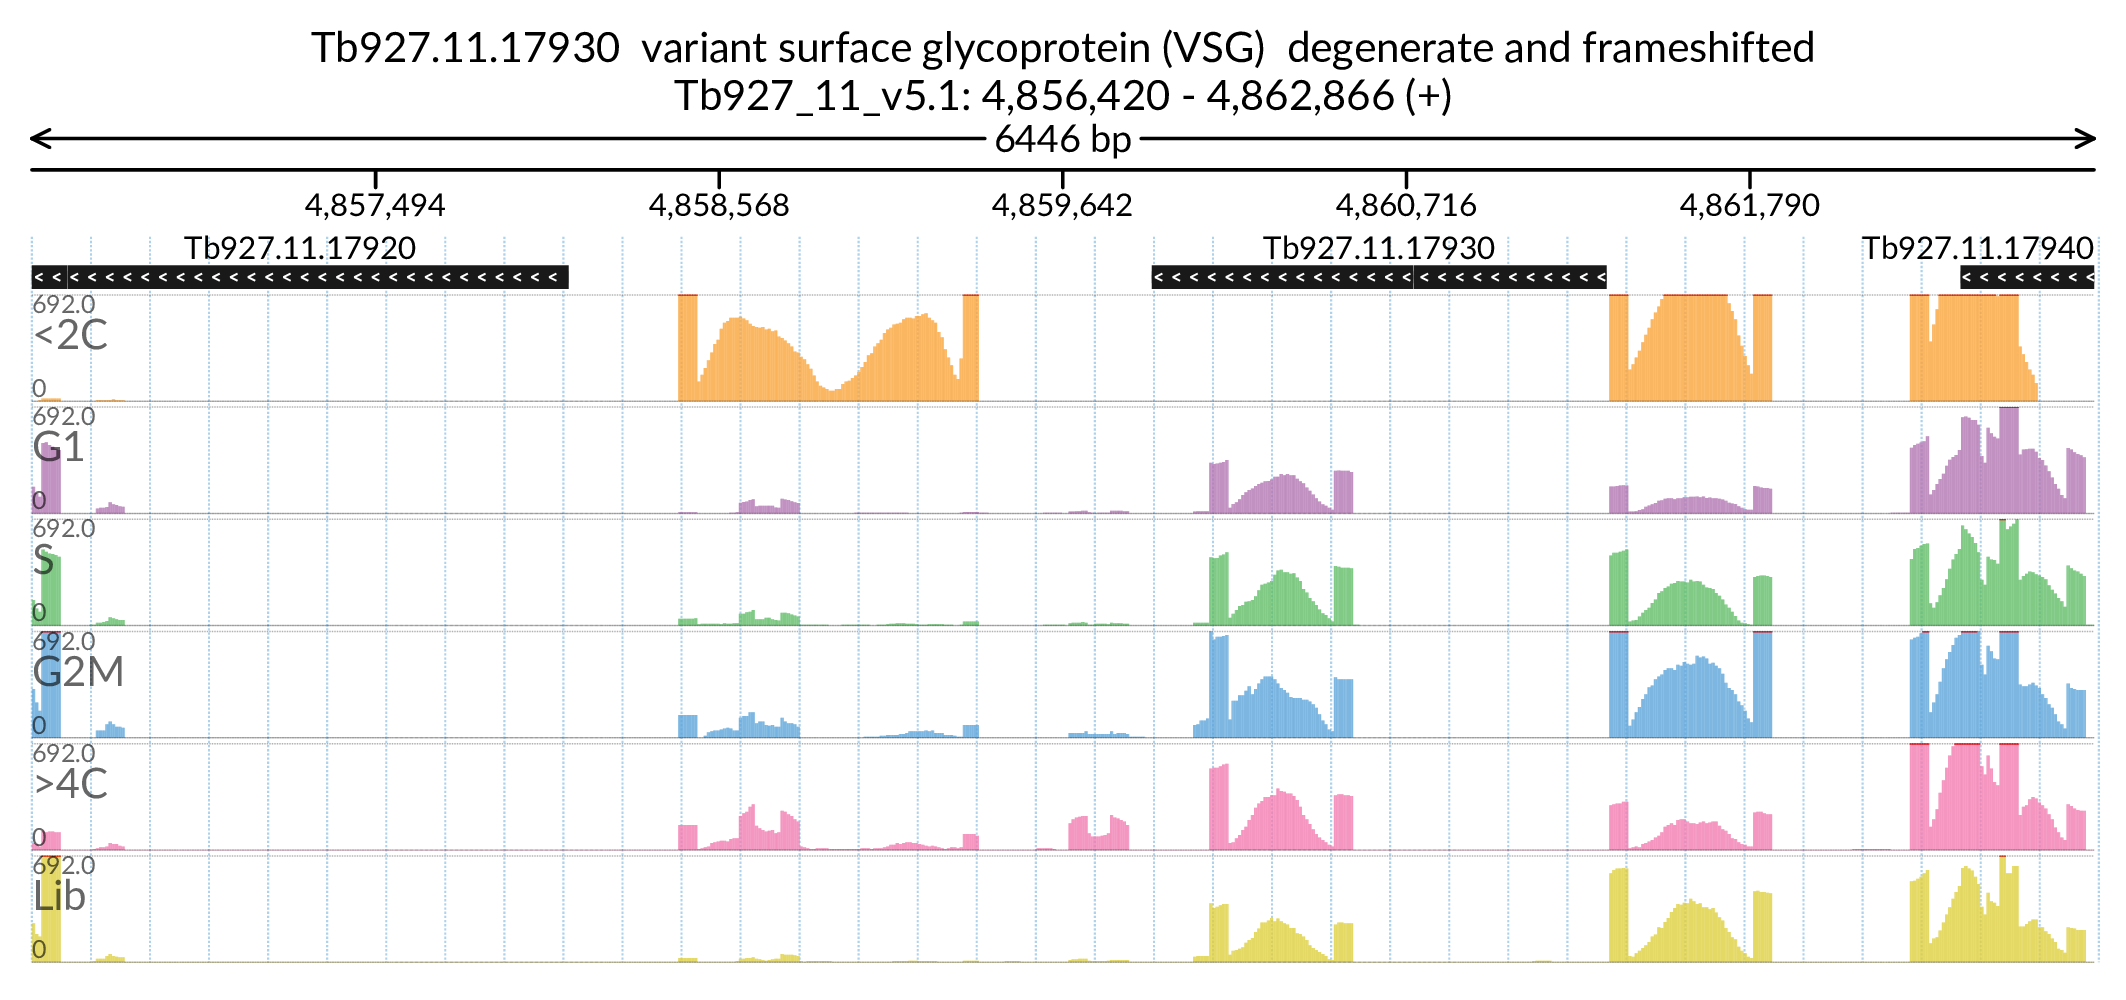 Tb927.11.17930  variant surface glycoprotein (VSG)  degenerate and frameshifted
Tb927_11_v5.1: 4,856,420 - 4,862,866 (+)
6446 bp
4,857,494 4,858,568 4,859,642 4,860,716 4,861,790
Tb927.11.17920 Tb927.11.17930 Tb927.11.17940
692.0
<2C
0
692.0
G1
0
692.0
S
0
692.0
G2M
0
692.0
>4C
0
692.0
Lib
0